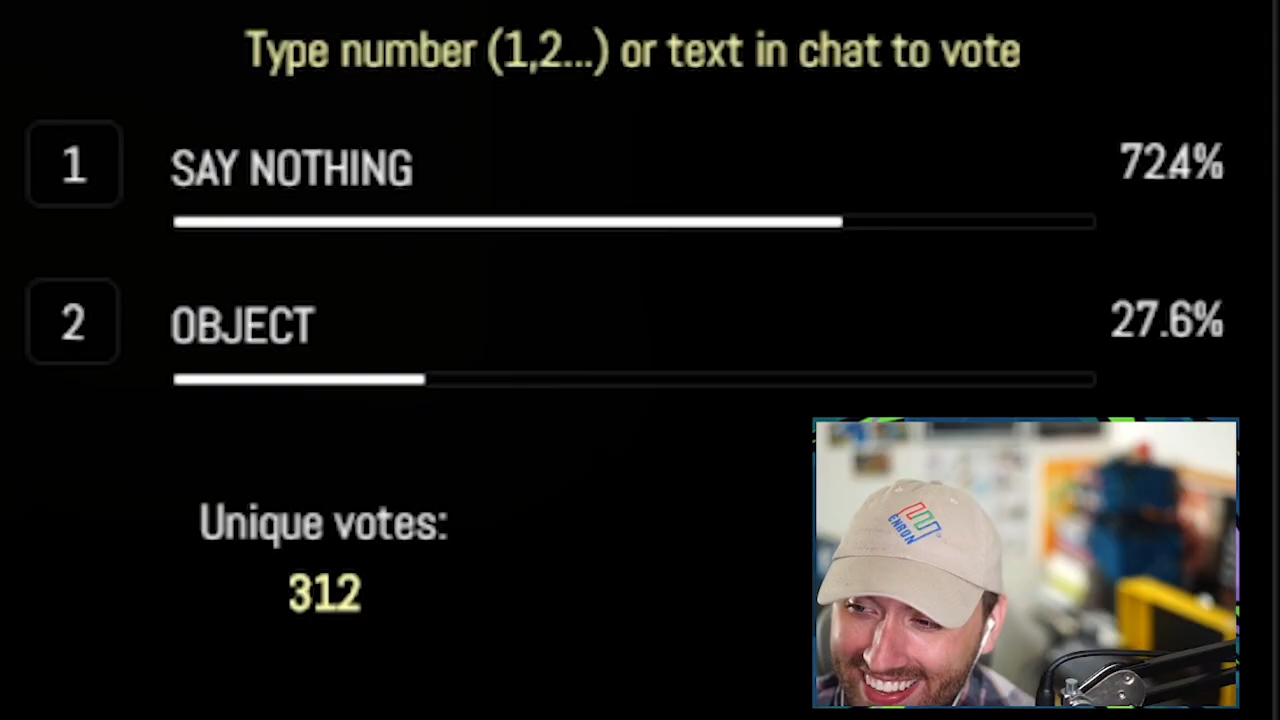 Type number (1,2...) or text in chat to vote
1 SAY NOTHING 72.4%
2 OBJECT 27.6%
Unique votes:
312
ENRON